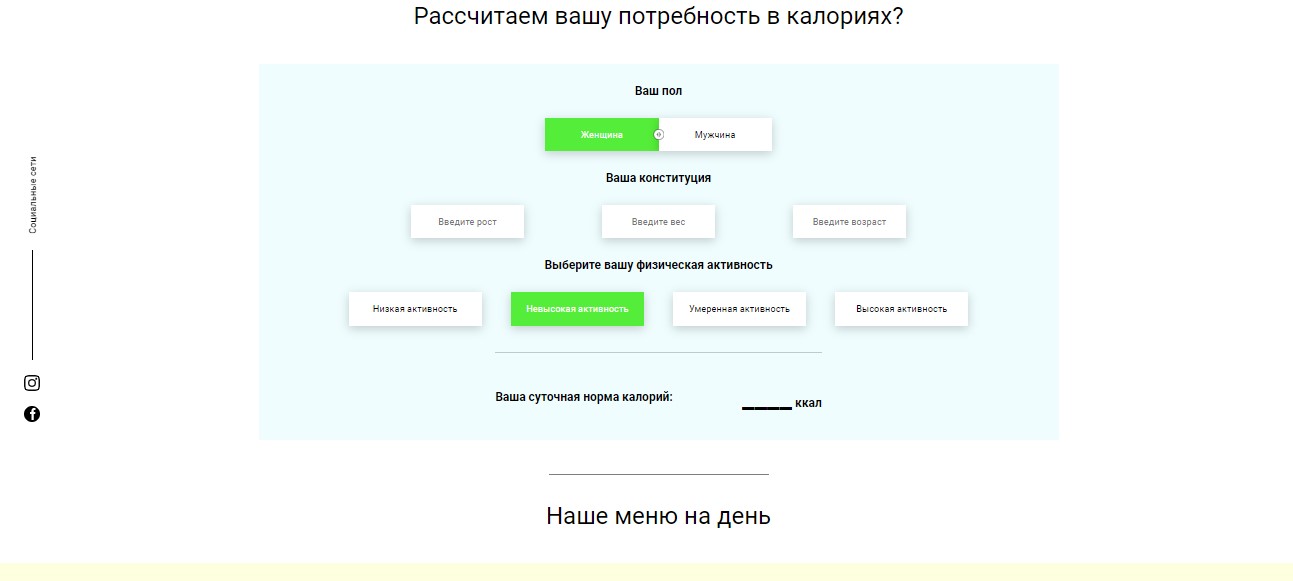 Рассчитаем вашу потребность в калориях?
Ваш пол
Женщина Мужчина
Ваша конституция
Введите рост Введите вес Введите возраст
Выберите вашу физическая активность
Низкая активность Невысокая активность Умеренная активность Высокая активность
Ваша суточная норма калорий: ____ ккал
Социальные сети
Наше меню на день